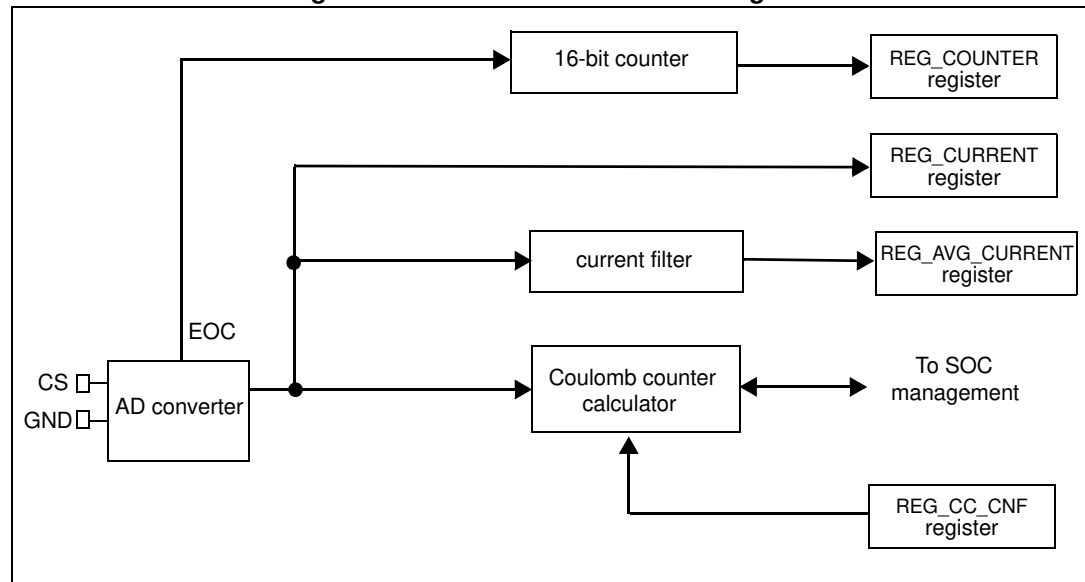 16-bit counter
REG_COUNTER
register
REG_CURRENT
register
current filter
REG_AVG_CURRENT
register
EOC
CS
GND
AD converter
Coulomb counter
calculator
To SOC
management
REG_CC_CNF
register